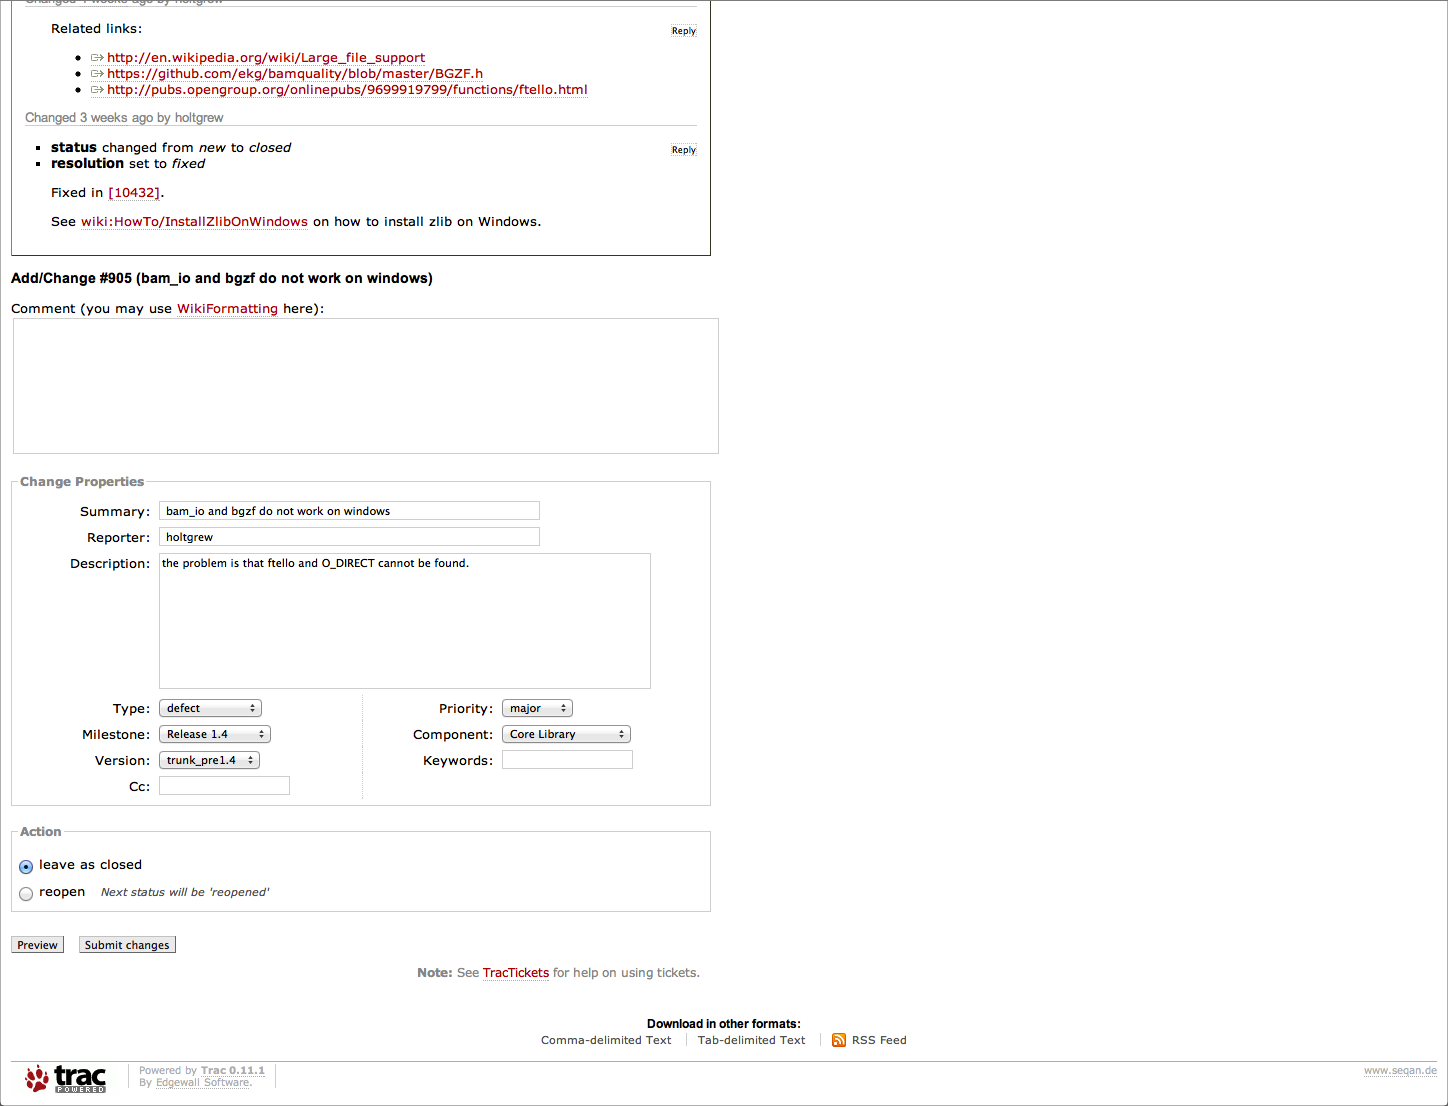 Changed 4 weeks ago by holtgrew
Related links:
Reply
http://en.wikipedia.org/wiki/Large_file_support
https://github.com/ekg/bamquality/blob/master/BGZF.h
http://pubs.opengroup.org/onlinepubs/9699919799/functions/ftello.html
Changed 3 weeks ago by holtgrew
status changed from new to closed
Reply
resolution set to fixed
Fixed in [10432].
See wiki:HowTo/InstallZlibOnWindows on how to install zlib on Windows.
Add/Change #905 (bam_io and bgzf do not work on windows)
Comment (you may use WikiFormatting here):
Change Properties
Summary: bam_io and bgzf do not work on windows
Reporter: holtgrew
Description: the problem is that ftello and O_DIRECT cannot be found.
Type: defect
Priority: major
Milestone: Release 1.4
Component: Core Library
Version: trunk_pre1.4
Keywords:
Cc:
Action
leave as closed
reopen Next status will be 'reopened'
Preview Submit changes
Note: See TracTickets for help on using tickets.
Download in other formats:
Comma-delimited Text Tab-delimited Text RSS Feed
trac POWERED
Powered by Trac 0.11.1
By Edgewall Software.
www.seqan.de